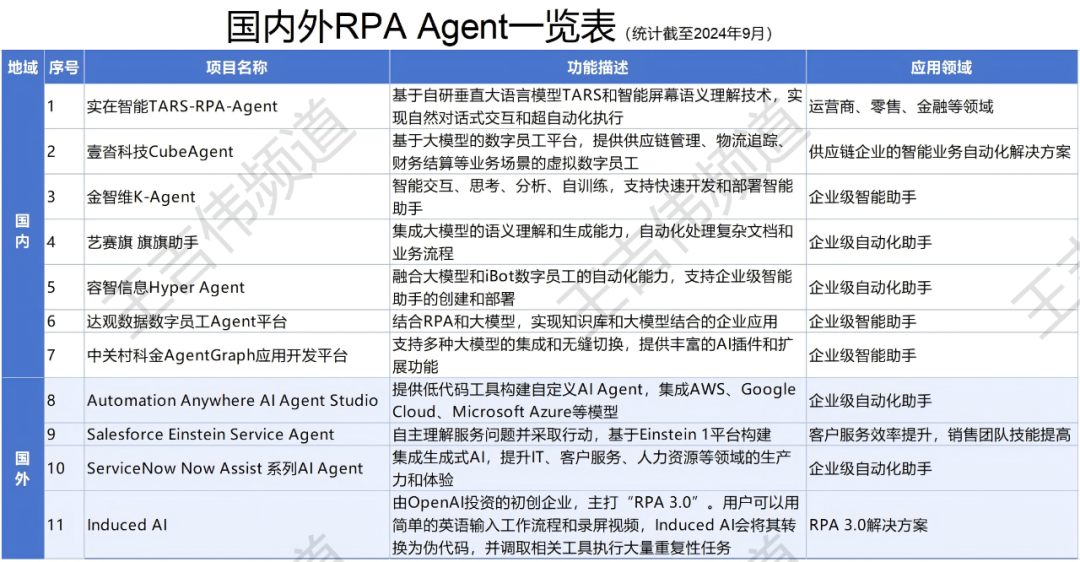 国内外RPA Agent一览表（统计截至2024年9月）
地域 序号 项目名称 功能描述 应用领域
国内
1 实在智能TARS-RPA-Agent 基于自研垂直大语言模型TARS和智能屏幕语义理解技术，实 运营商、零售、金融等领域
现自然对话式交互和超自动化执行
2 壹沓科技CubeAgent 基于大模型的数字员工平台，提供供应链管理、物流追踪、 供应链企业的智能业务自动化解决方案
财务结算等业务场景的虚拟数字员工
3 金智维K-Agent 智能交互、思考、分析、自训练，支持快速开发和部署智能 企业级智能助手
助手
4 艺赛旗 旗旗助手 集成大模型的语义理解和生成能力，自动化处理复杂文档和 企业级自动化助手
业务流程
5 容智信息Hyper Agent 融合大模型和iBot数字员工的自动化能力，支持企业级智能 企业级自动化助手
助手的创建和部署
6 达观数据数字员工Agent平台 结合RPA和大模型，实现知识库和大模型结合的企业应用 企业级智能助手
7 中关村科金AgentGraph应用开发平台 支持多种大模型的集成和无缝切换，提供丰富的AI插件和扩 企业级智能助手
展功能
国外
8 Automation Anywhere AI Agent Studio 提供低代码工具构建自定义AI Agent，集成AWS、Google 企业级自动化助手
Cloud、Microsoft Azure等模型
9 Salesforce Einstein Service Agent 自主理解服务问题并采取行动，基于Einstein 1平台构建 客户服务效率提升，销售团队技能提高
10 ServiceNow Now Assist 系列AI Agent 集成生成式AI，提升IT、客户服务、人力资源等领域的生产 企业级自动化助手
力和体验
11 Induced AI 由OpenAI投资的初创企业，主打“RPA 3.0”。用户可以用 RPA 3.0解决方案
简单的英语输入工作流程和录屏视频，Induced AI会将其转
换为伪代码，并调取相关工具执行大量重复性任务
王吉伟频道
王吉伟频道
王吉